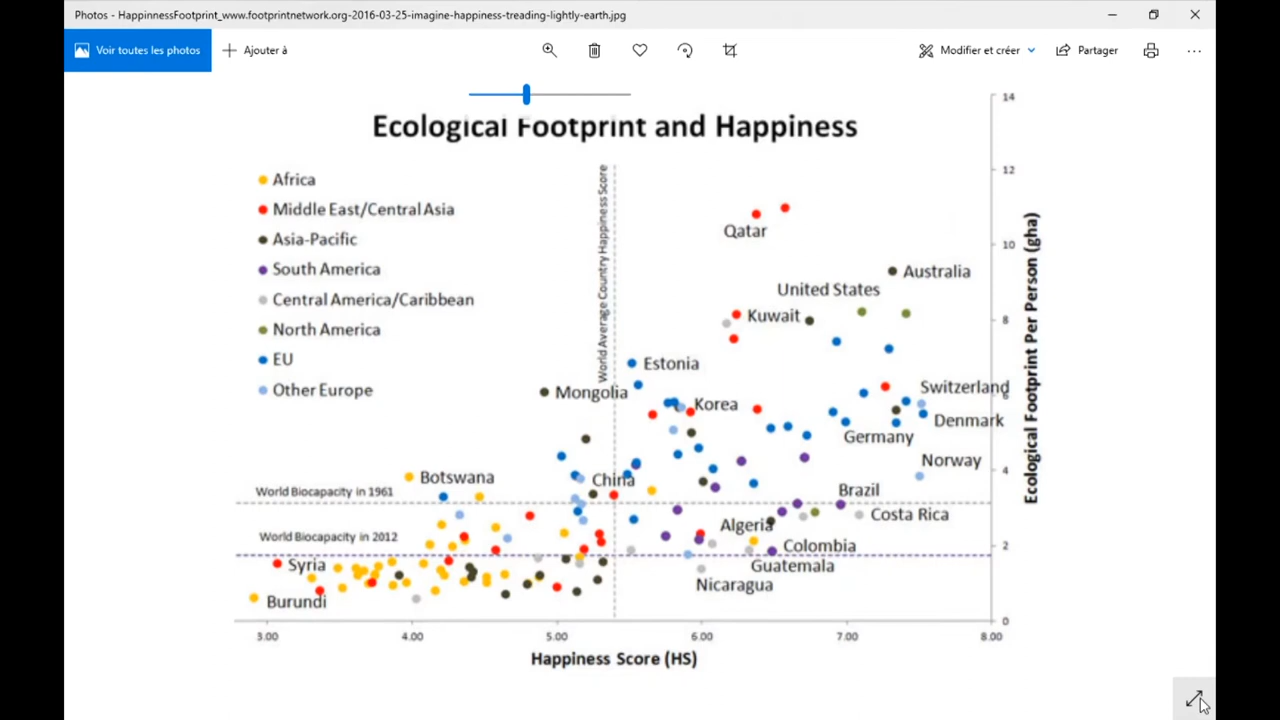 Photos - HappinnessFootprint_www.footprintnetwork.org-2016-03-25-imagine-happiness-treading-lightly-earth.jpg
Voir toutes les photos
Ajouter à
Modifier et créer
Partager
Ecological Footprint and Happiness
Africa
Middle East/Central Asia
Asia-Pacific
South America
Central America/Caribbean
North America
EU
Other Europe
World Average Country Happiness Score
Qatar
Australia
United States
Kuwait
Estonia
Mongolia
Korea
Switzerland
Denmark
Germany
Norway
Botswana
China
World Biocapacity in 1961
Brazil
Costa Rica
World Biocapacity in 2012
Algeria
Colombia
Syria
Guatemala
Nicaragua
Burundi
14
12
10
8
6
4
2
0
Ecological Footprint Per Person (gha)
3.00
4.00
5.00
6.00
7.00
8.00
Happiness Score (HS)